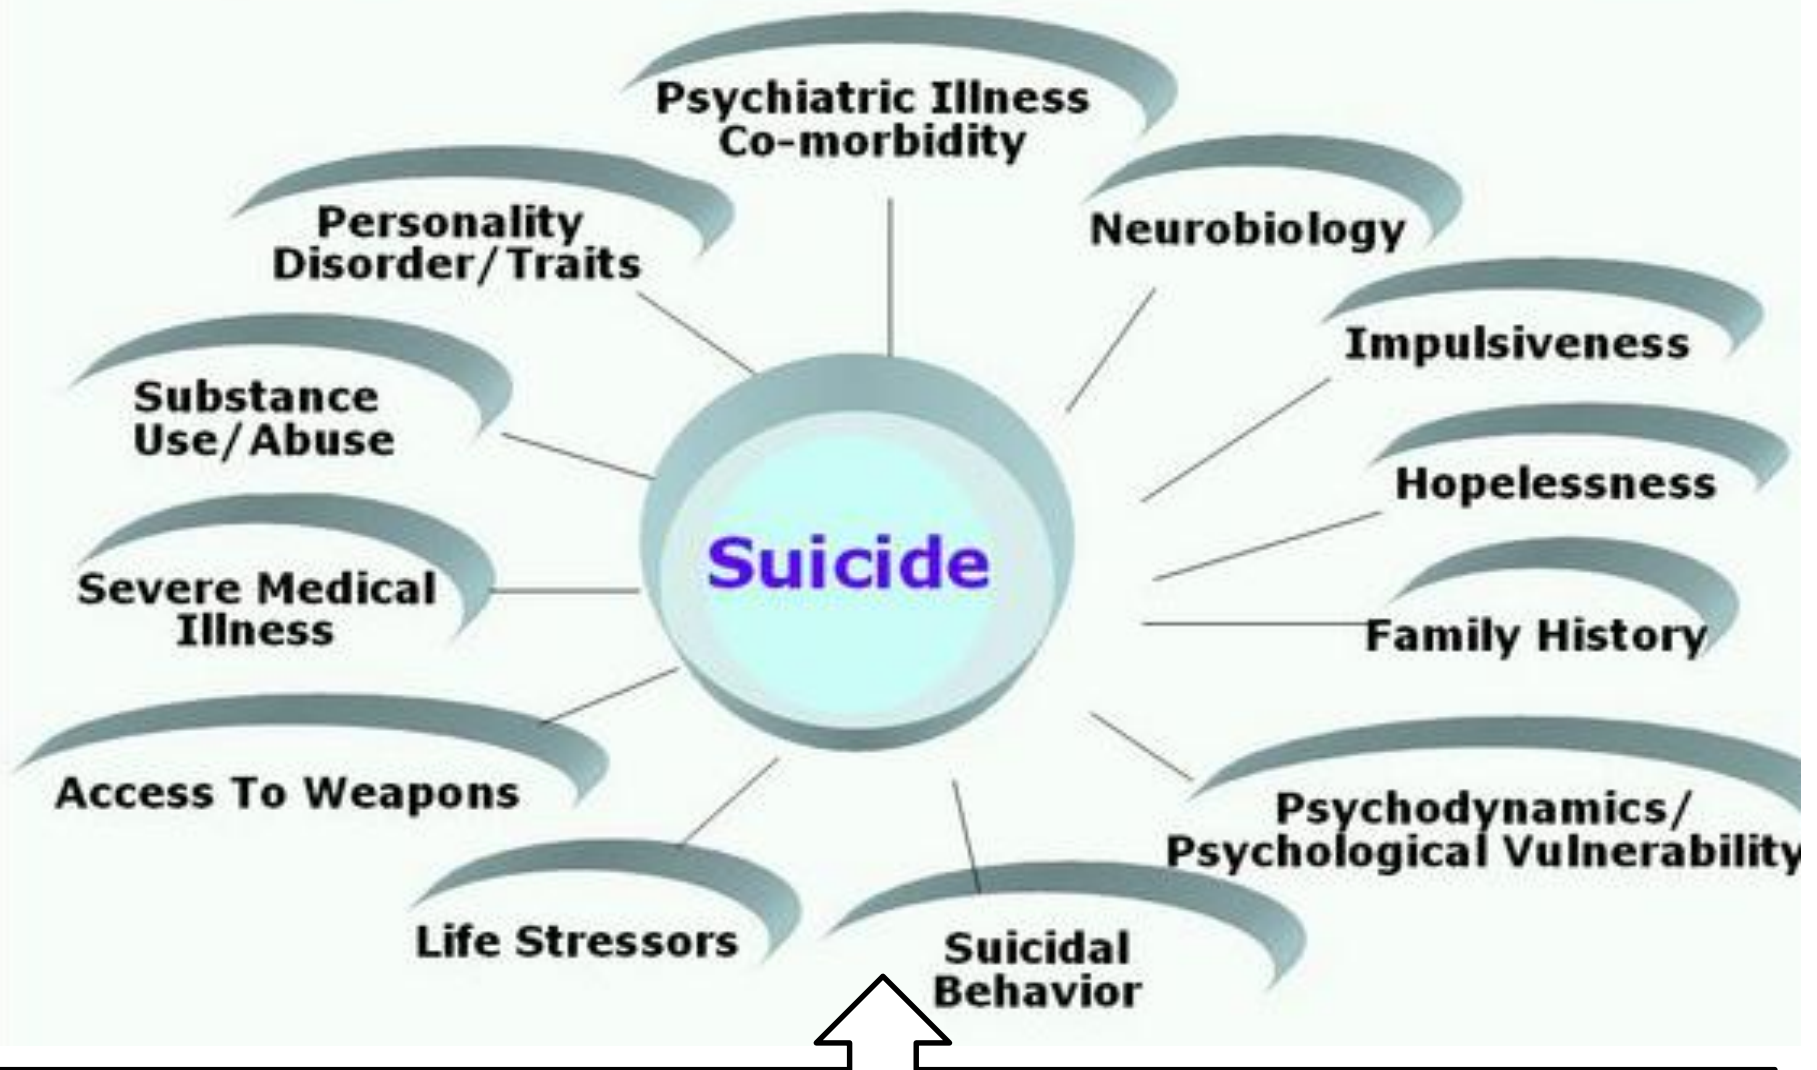 Psychiatric Illness
Co-morbidity
Personality
Disorder/Traits
Neurobiology
Impulsiveness
Substance
Use/Abuse
Hopelessness
Suicide
Severe Medical
Illness
Family History
Access To Weapons
Psychodynamics/
Psychological Vulnerability
Life Stressors
Suicidal
Behavior